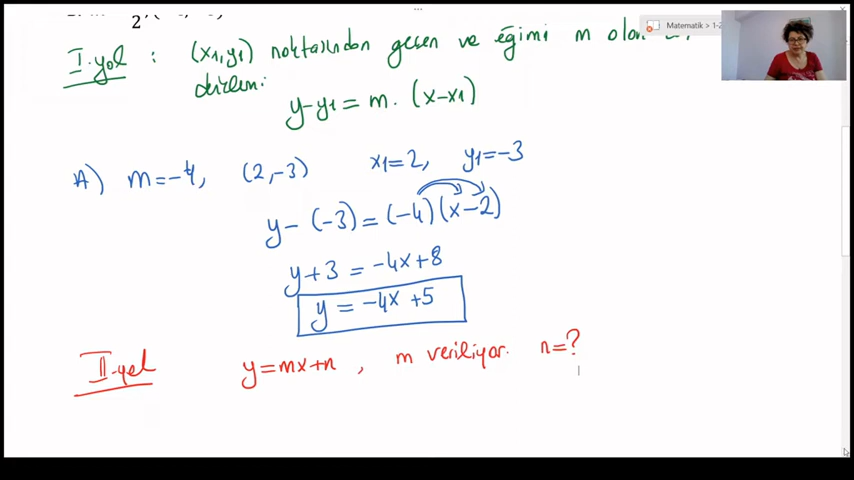 Matematik > 1-2
I. yol : (x1,y1) noktasından geçen ve eğimi m olan
denklem:
y-y1 = m. (x-x1)
A) m=-4, (2,-3) x1=2, y1=-3
y-(-3) = (-4)(x-2)
y+3 = -4x+8
y = -4x+5
II. yol y=mx+n , m veriliyor. n=?